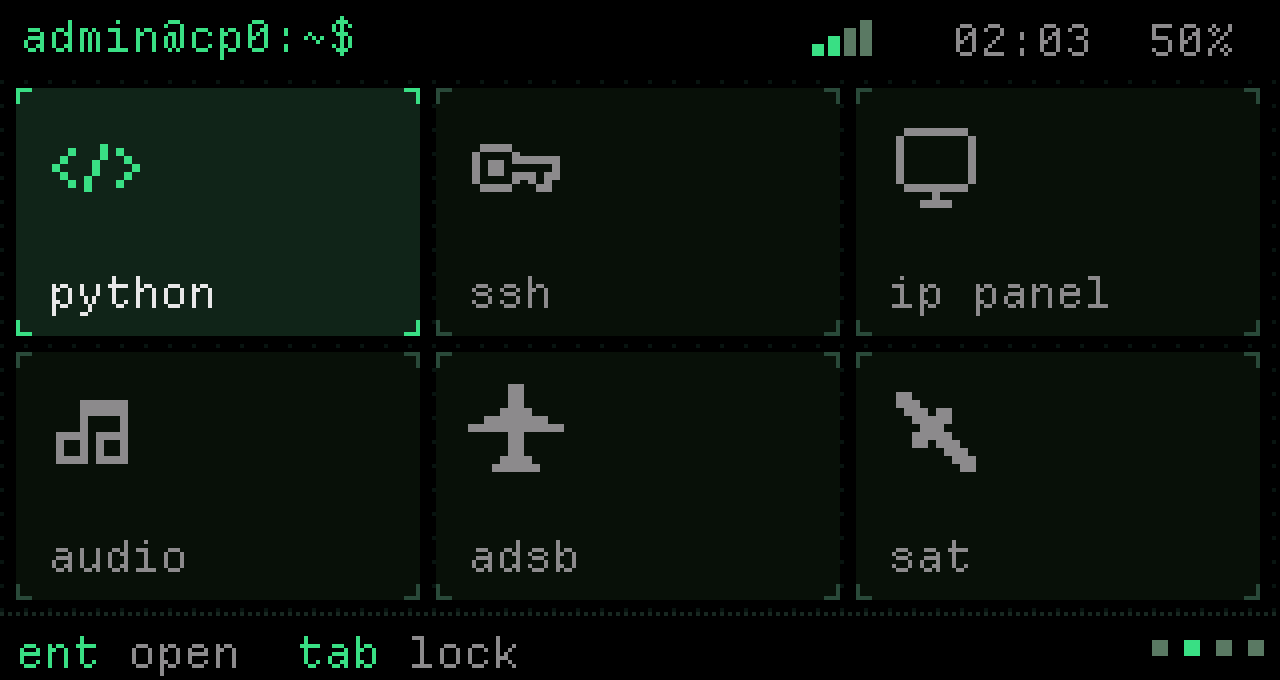 admin@cp0:~$ 02:03 50%
</>
python ssh ip panel
audio adsb sat
ent open tab lock